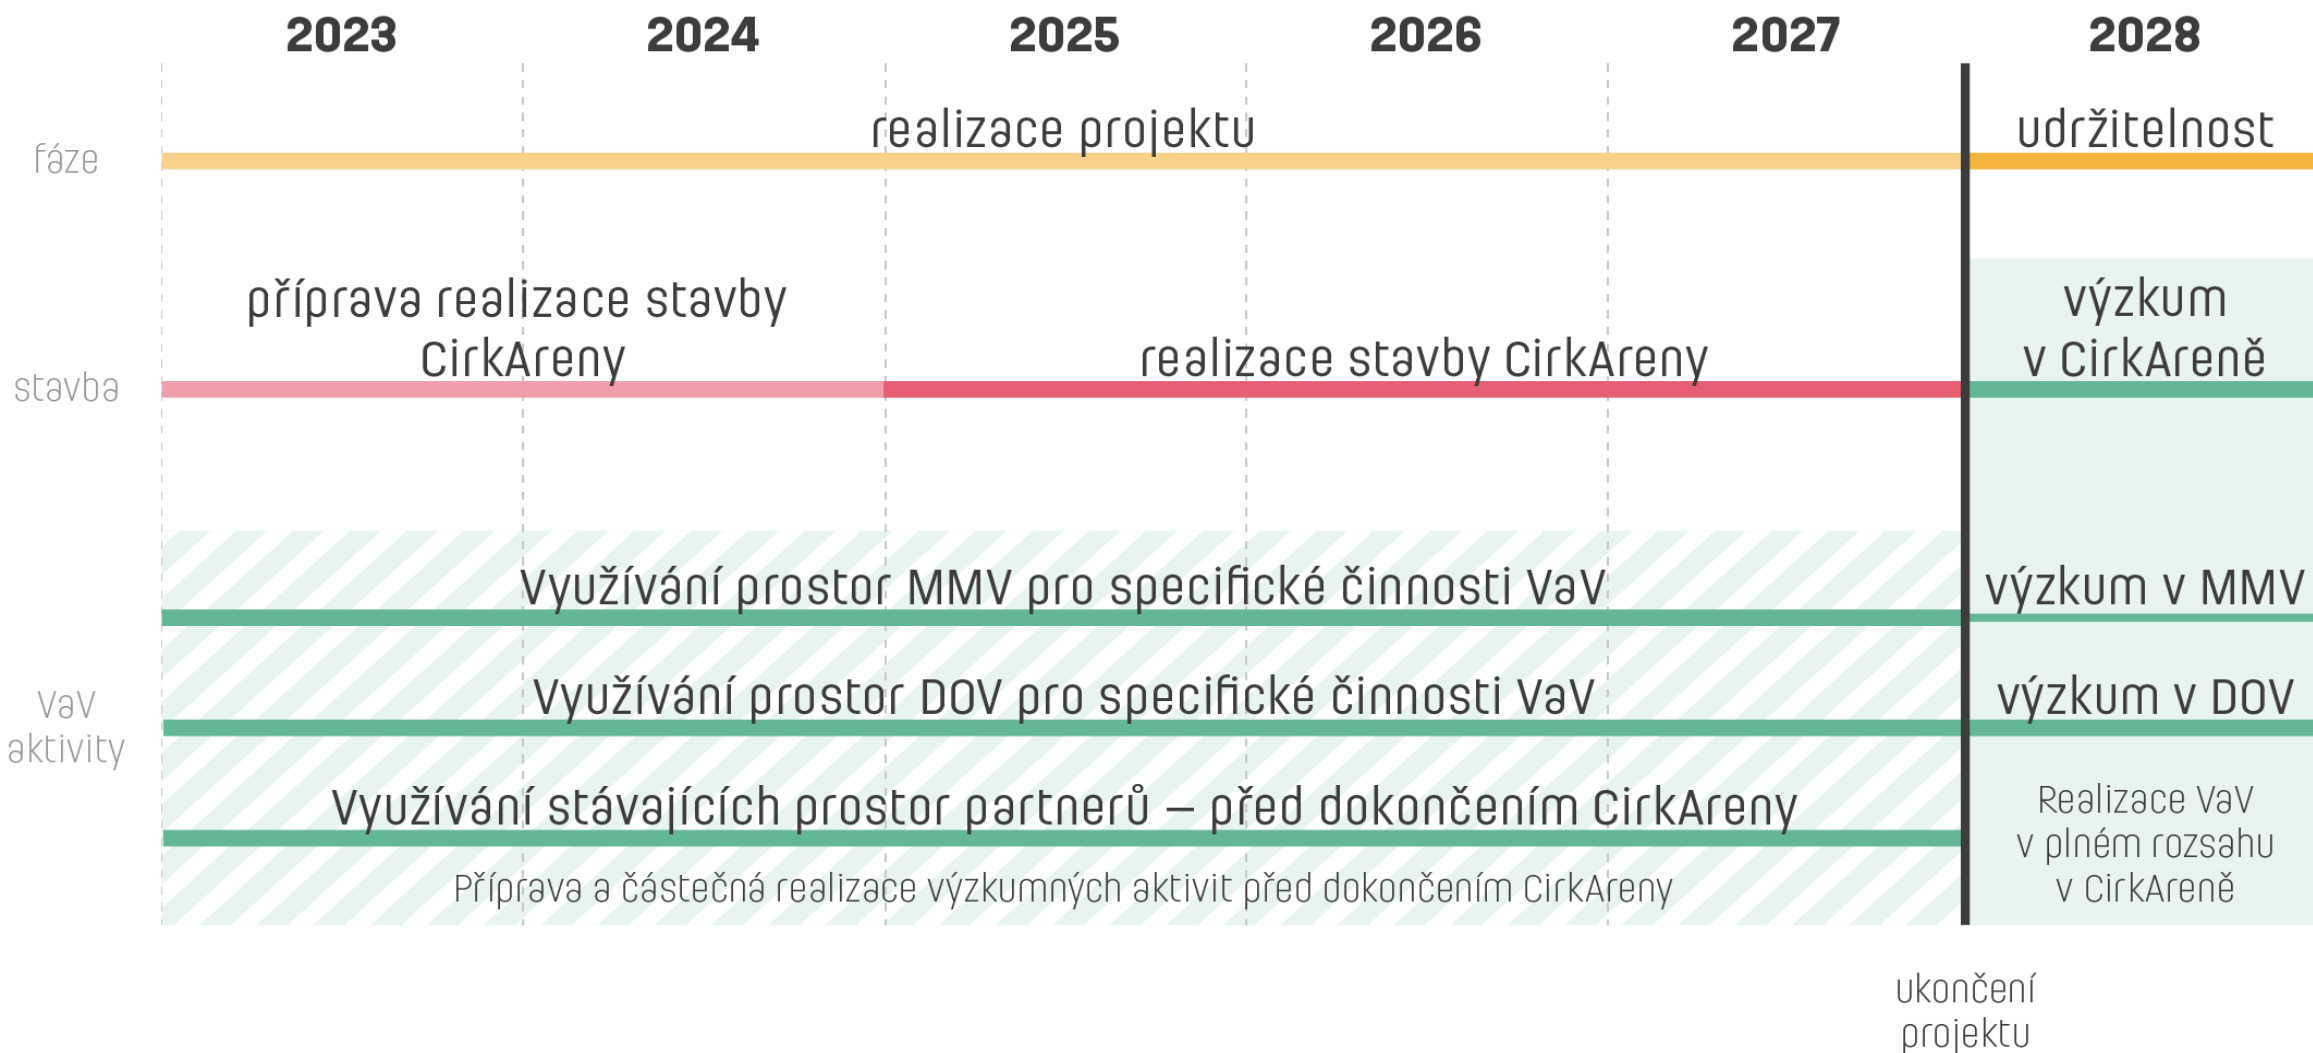 2023 2024 2025 2026 2027 2028
fáze
realizace projektu
udržitelnost
stavba
příprava realizace stavby
CirkAreny
realizace stavby CirkAreny
výzkum
v CirkAreně
VaV
aktivity
Využívání prostor MMV pro specifické činnosti VaV
výzkum v MMV
Využívání prostor DOV pro specifické činnosti VaV
výzkum v DOV
Využívání stávajících prostor partnerů – před dokončením CirkAreny
Příprava a částečná realizace výzkumných aktivit před dokončením CirkAreny
Realizace VaV
v plném rozsahu
v CirkAreně
ukončení
projektu